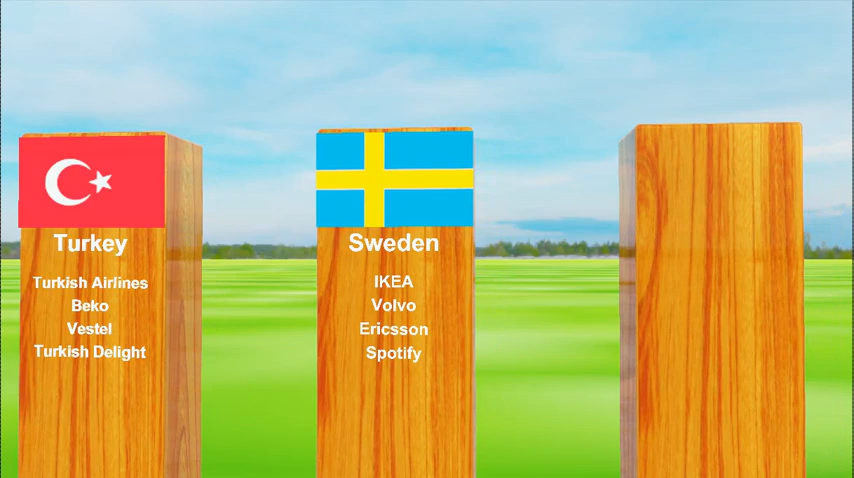 Turkey
Turkish Airlines
Beko
Vestel
Turkish Delight
Sweden
IKEA
Volvo
Ericsson
Spotify